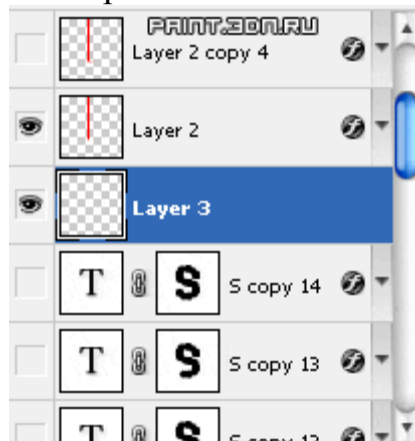 PAINT.3DN.RU
Layer 2 copy 4
Layer 2
Layer 3
T S S copy 14
T S S copy 13
T S